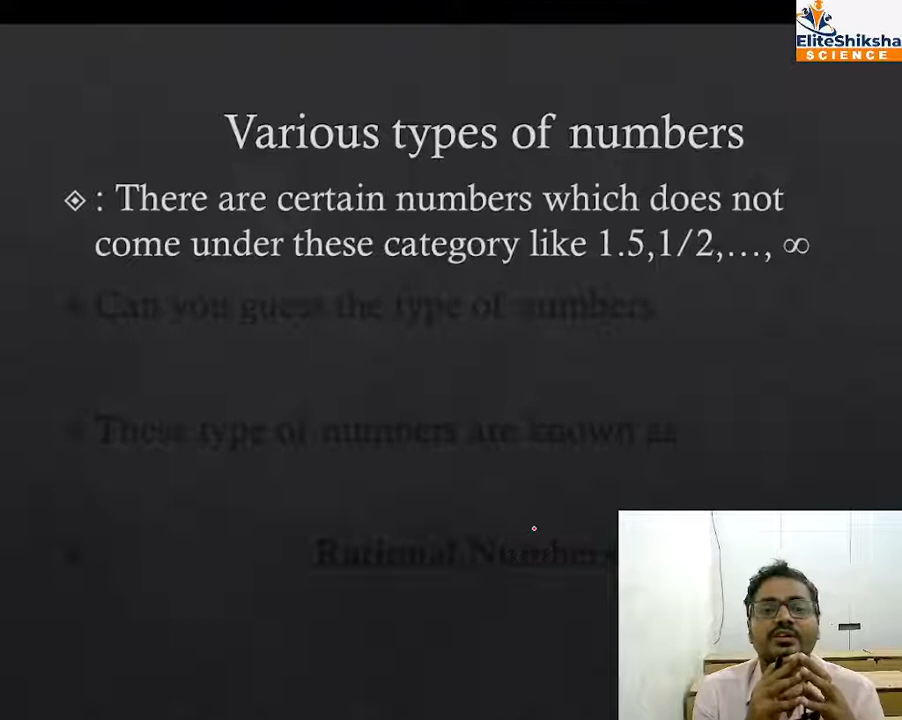 EliteShiksha
SCIENCE
Various types of numbers
: There are certain numbers which does not
come under these category like 1.5,1/2,…, ∞
Can you guess the type of numbers
These type of numbers are known as
Rational Numbers